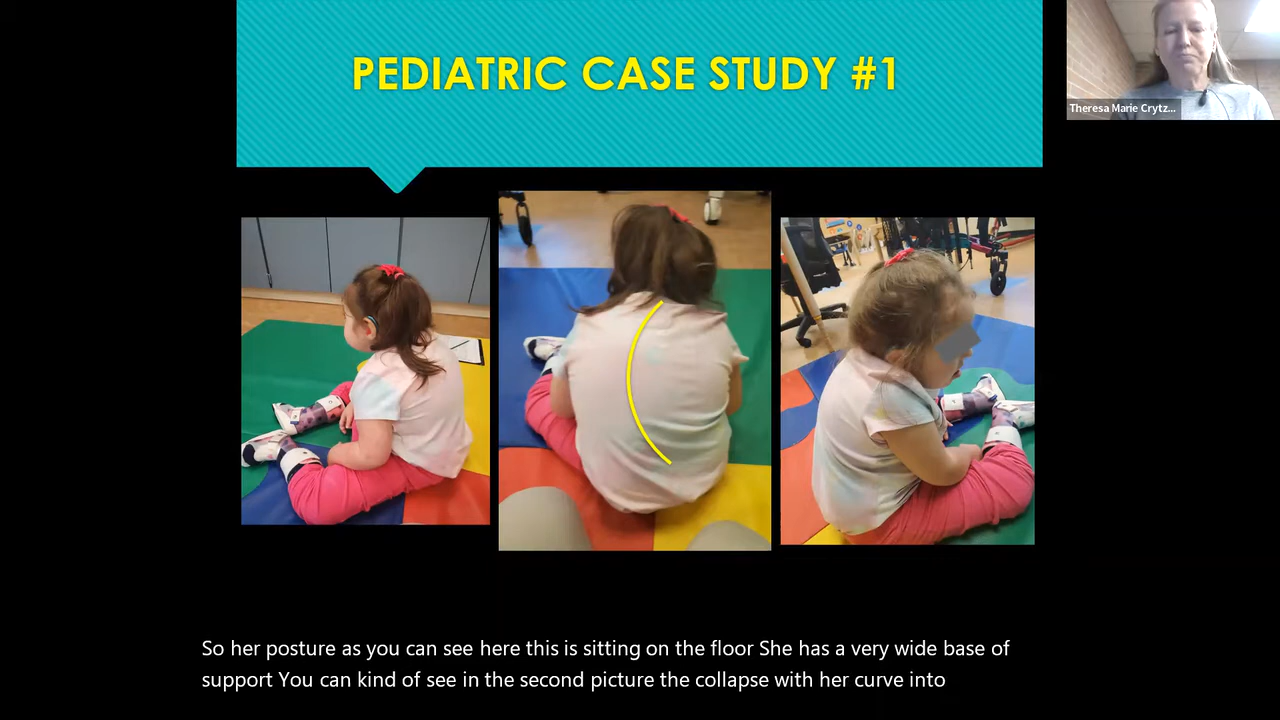 PEDIATRIC CASE STUDY #1
Theresa Marie Crytz...
So her posture as you can see here this is sitting on the floor She has a very wide base of
support You can kind of see in the second picture the collapse with her curve into